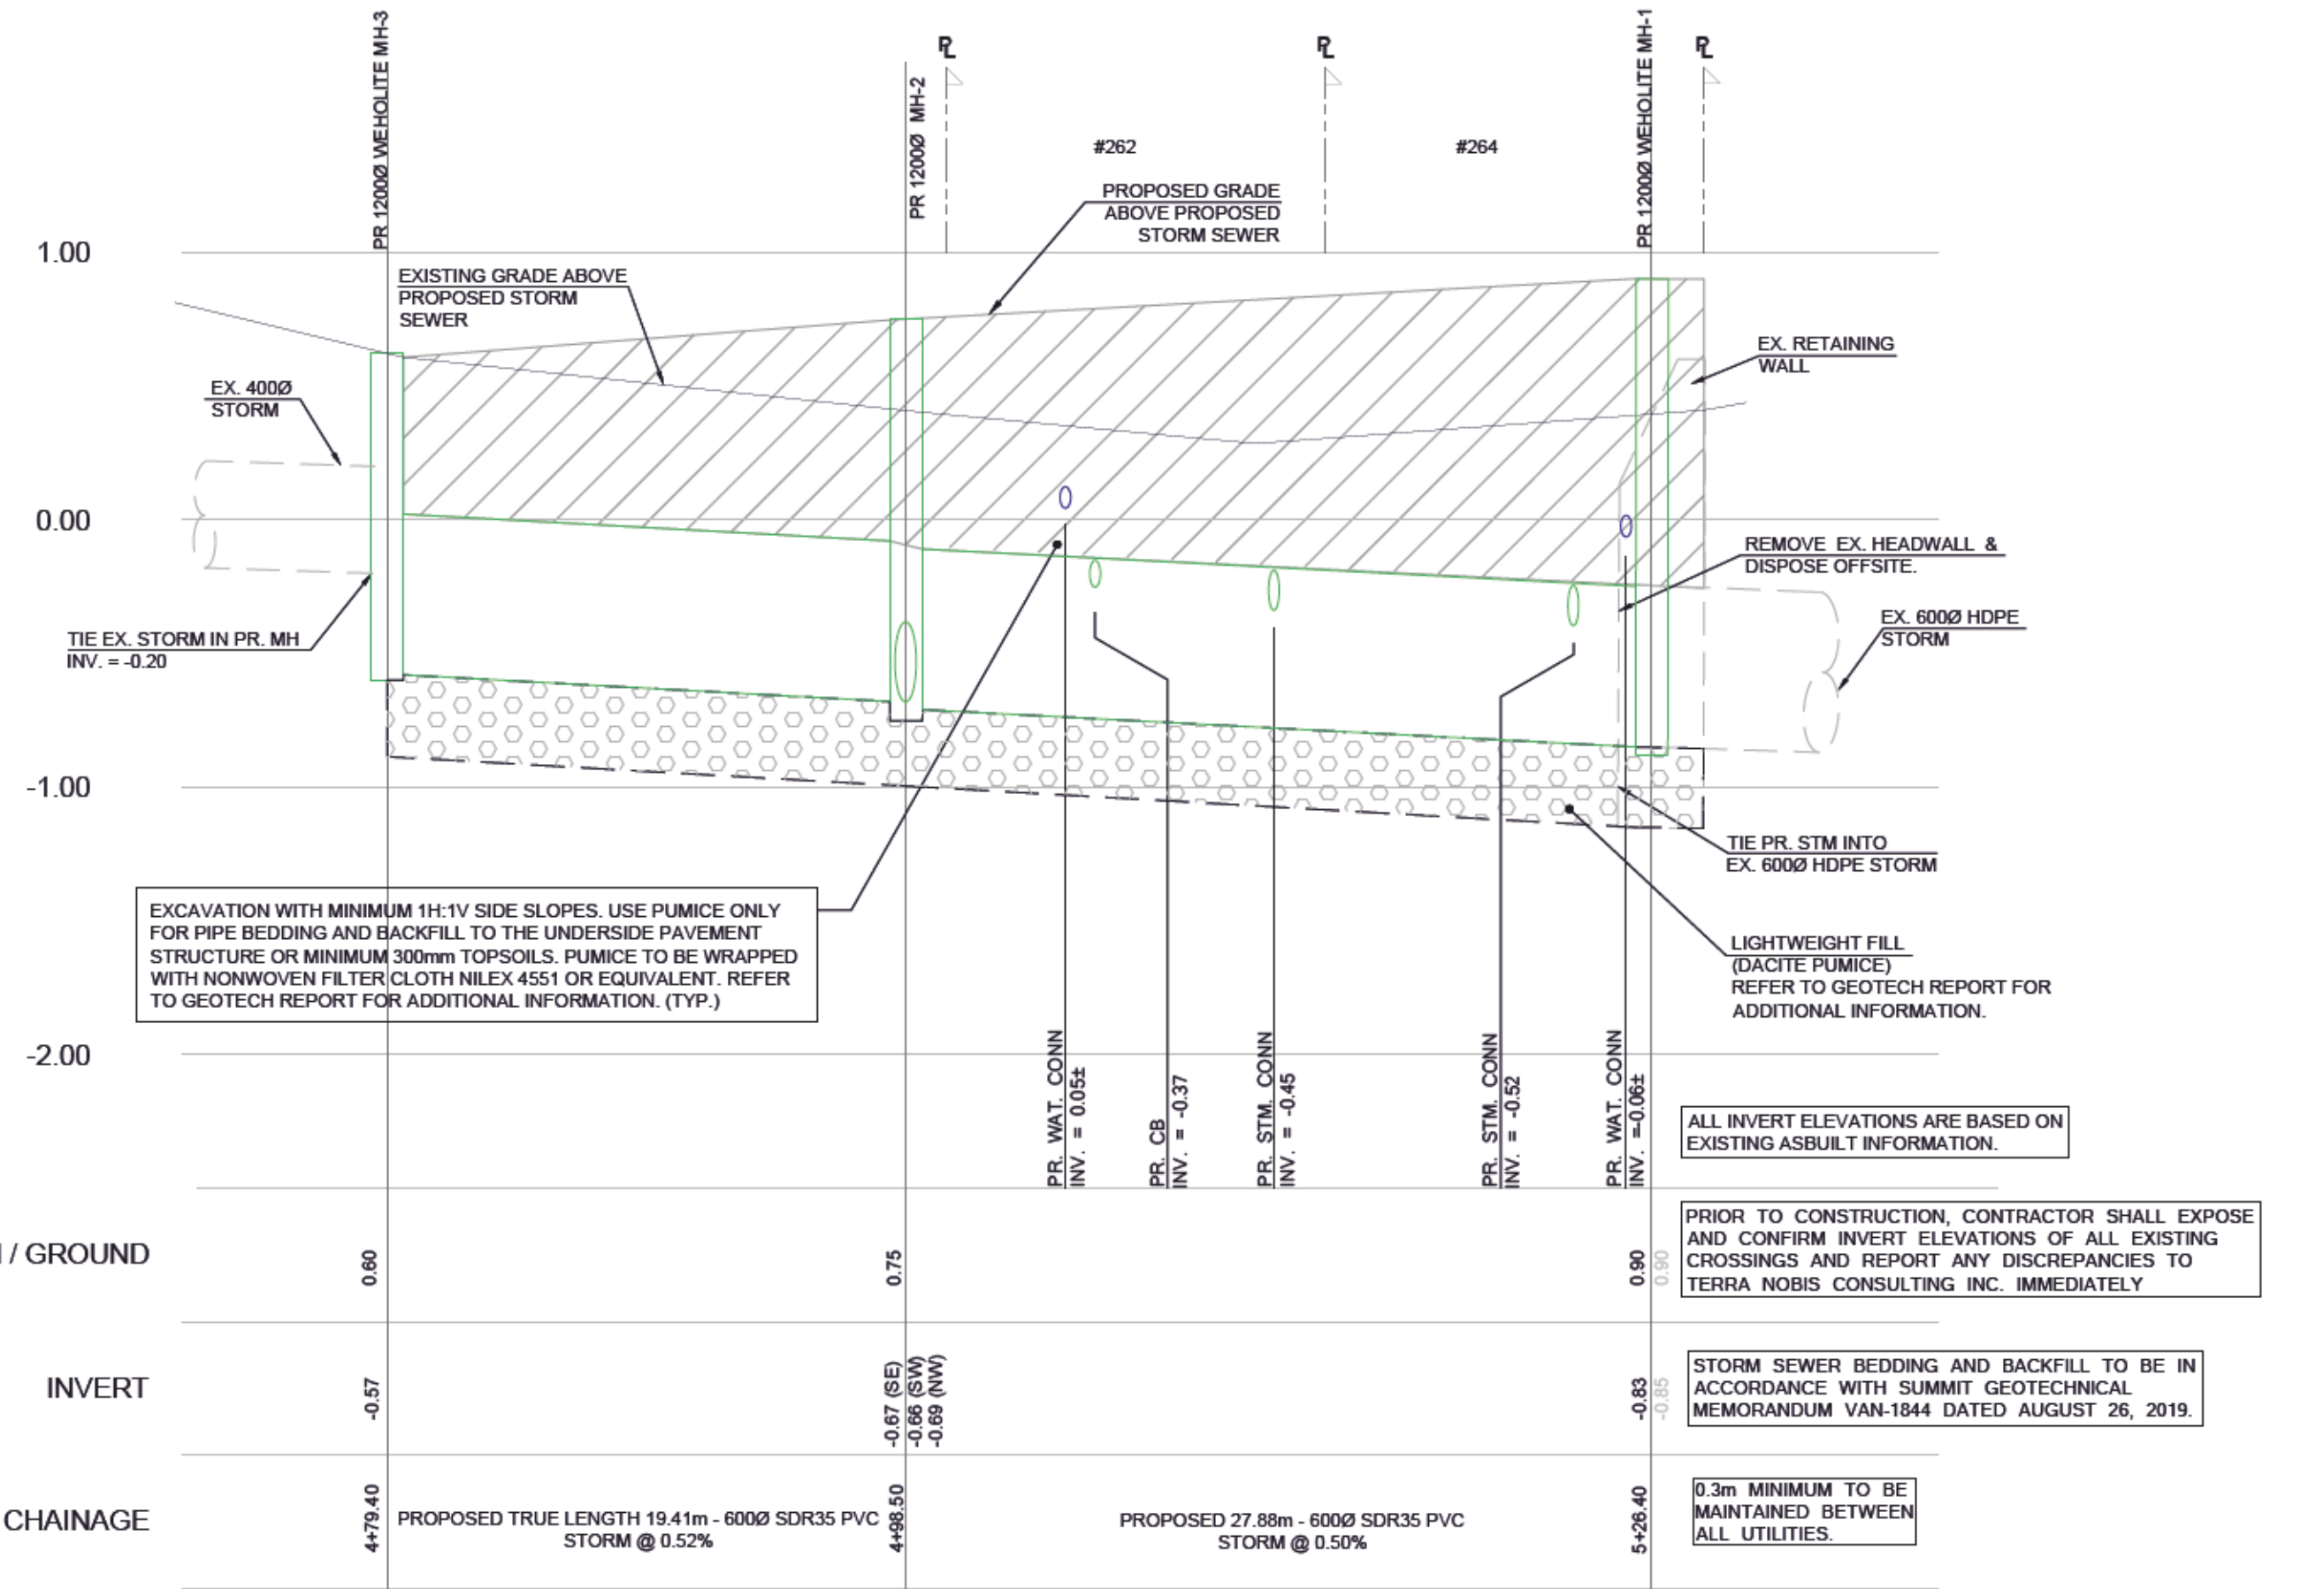 PR 1200Ø WEHOLITE MH-3
PR 1200Ø MH-2
PR 1200Ø WEHOLITE MH-1
#262
#264
PROPOSED GRADE
ABOVE PROPOSED
STORM SEWER
1.00
EXISTING GRADE ABOVE
PROPOSED STORM
SEWER
EX. RETAINING
WALL
EX. 400Ø
STORM
0.00
REMOVE EX. HEADWALL &
DISPOSE OFFSITE.
EX. 600Ø HDPE
STORM
TIE EX. STORM IN PR. MH
INV. = -0.20
-1.00
TIE PR. STM INTO
EX. 600Ø HDPE STORM
EXCAVATION WITH MINIMUM 1H:1V SIDE SLOPES. USE PUMICE ONLY
FOR PIPE BEDDING AND BACKFILL TO THE UNDERSIDE PAVEMENT
STRUCTURE OR MINIMUM 300mm TOPSOILS. PUMICE TO BE WRAPPED
WITH NONWOVEN FILTER CLOTH NILEX 4551 OR EQUIVALENT. REFER
TO GEOTECH REPORT FOR ADDITIONAL INFORMATION. (TYP.)
LIGHTWEIGHT FILL
(DACITE PUMICE)
REFER TO GEOTECH REPORT FOR
ADDITIONAL INFORMATION.
-2.00
PR. WAT. CONN
INV. = 0.05±
PR. CB
INV. = -0.37
PR. STM. CONN
INV. = -0.45
PR. STM. CONN
INV. = -0.52
PR. WAT. CONN
INV. =-0.06±
ALL INVERT ELEVATIONS ARE BASED ON
EXISTING ASBUILT INFORMATION.
/ GROUND
0.60
0.75
0.90
0.90
PRIOR TO CONSTRUCTION, CONTRACTOR SHALL EXPOSE
AND CONFIRM INVERT ELEVATIONS OF ALL EXISTING
CROSSINGS AND REPORT ANY DISCREPANCIES TO
TERRA NOBIS CONSULTING INC. IMMEDIATELY
INVERT
-0.57
-0.67 (SE)
-0.66 (SW)
-0.69 (NW)
-0.83
-0.85
STORM SEWER BEDDING AND BACKFILL TO BE IN
ACCORDANCE WITH SUMMIT GEOTECHNICAL
MEMORANDUM VAN-1844 DATED AUGUST 26, 2019.
CHAINAGE
4+79.40
PROPOSED TRUE LENGTH 19.41m - 600Ø SDR35 PVC
STORM @ 0.52%
4+98.50
PROPOSED 27.88m - 600Ø SDR35 PVC
STORM @ 0.50%
5+26.40
0.3m MINIMUM TO BE
MAINTAINED BETWEEN
ALL UTILITIES.